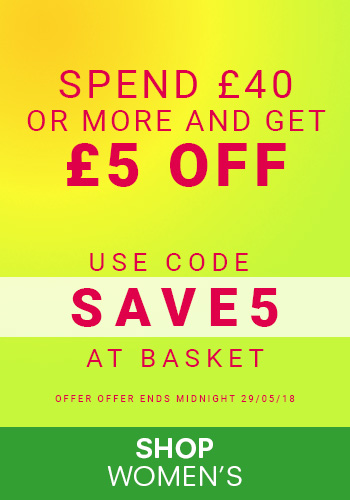 SPEND £40
OR MORE AND GET
£5 OFF
USE CODE
SAVE5
AT BASKET
OFFER OFFER ENDS MIDNIGHT 29/05/18
SHOP
WOMEN'S